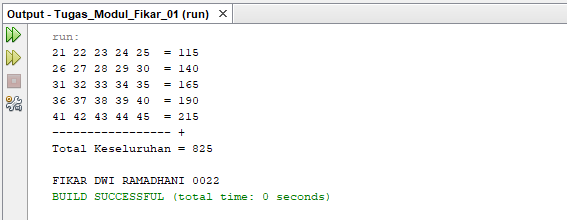 Output - Tugas_Modul_Fikar_01 (run) ×
run:
21 22 23 24 25  = 115
26 27 28 29 30  = 140
31 32 33 34 35  = 165
36 37 38 39 40  = 190
41 42 43 44 45  = 215
----------------- +
Total Keseluruhan = 825
FIKAR DWI RAMADHANI 0022
BUILD SUCCESSFUL (total time: 0 seconds)